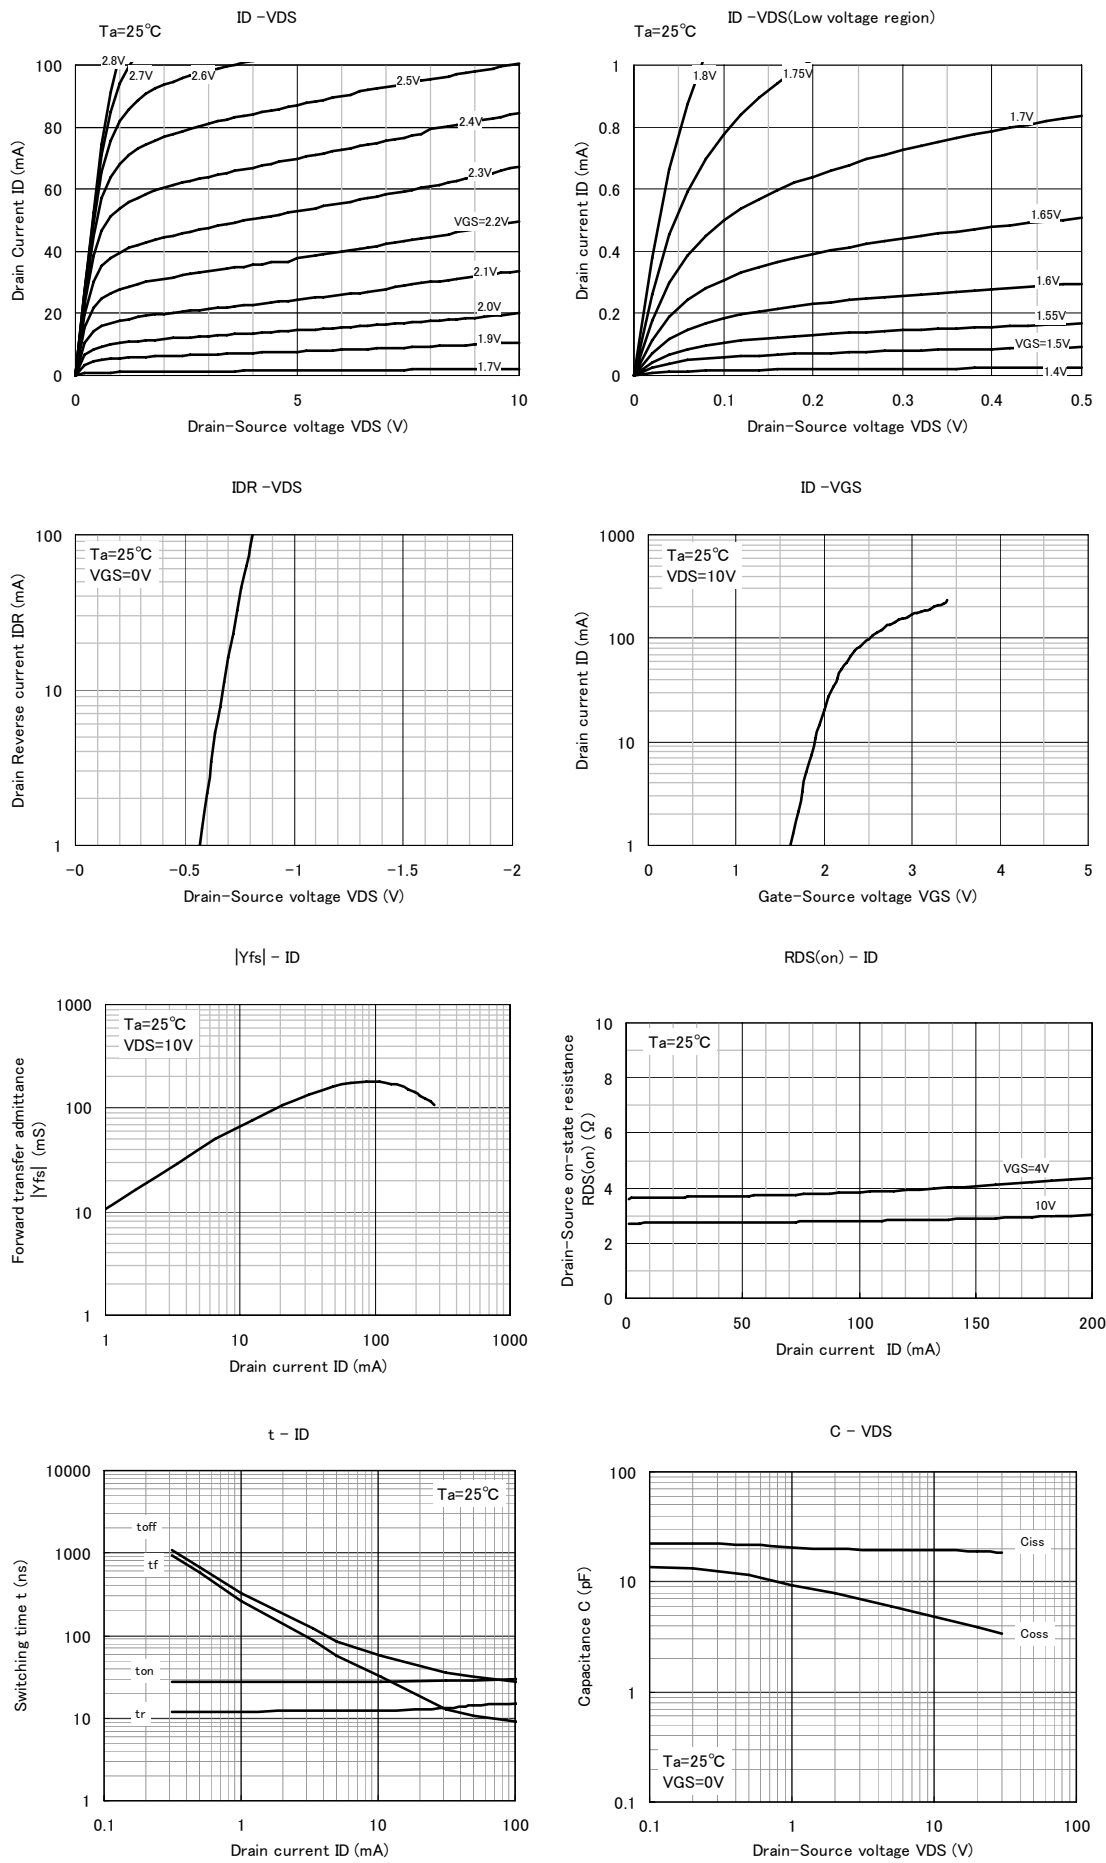 ID -VDS
Ta=25℃
100
80
60
40
20
0
0
5
10
2.8V
2.7V
2.6V
2.5V
2.4V
2.3V
VGS=2.2V
2.1V
2.0V
1.9V
1.7V
Drain Current ID (mA)
Drain-Source voltage VDS (V)
ID -VDS(Low voltage region)
Ta=25℃
1
0.8
0.6
0.4
0.2
0
0
0.1
0.2
0.3
0.4
0.5
1.8V
1.75V
1.7V
1.65V
1.6V
1.55V
VGS=1.5V
1.4V
Drain current ID (mA)
Drain-Source voltage VDS (V)
IDR -VDS
Ta=25℃
VGS=0V
100
10
1
-0
-0.5
-1
-1.5
-2
Drain Reverse current IDR (mA)
Drain-Source voltage VDS (V)
ID -VGS
Ta=25℃
VDS=10V
1000
100
10
1
0
1
2
3
4
5
Drain current ID (mA)
Gate-Source voltage VGS (V)
|Yfs| - ID
Ta=25℃
VDS=10V
1000
100
10
1
1
10
100
1000
Forward transfer admittance
|Yfs| (mS)
Drain current ID (mA)
RDS(on) - ID
Ta=25℃
10
8
6
4
2
0
0
50
100
150
200
VGS=4V
10V
Drain-Source on-state resistance
RDS(on) (Ω)
Drain current ID (mA)
t - ID
Ta=25℃
10000
1000
100
10
1
0.1
1
10
100
toff
tf
ton
tr
Switching time t (ns)
Drain current ID (mA)
C - VDS
100
10
1
0.1
0.1
1
10
100
Ciss
Coss
Ta=25℃
VGS=0V
Capacitance C (pF)
Drain-Source voltage VDS (V)